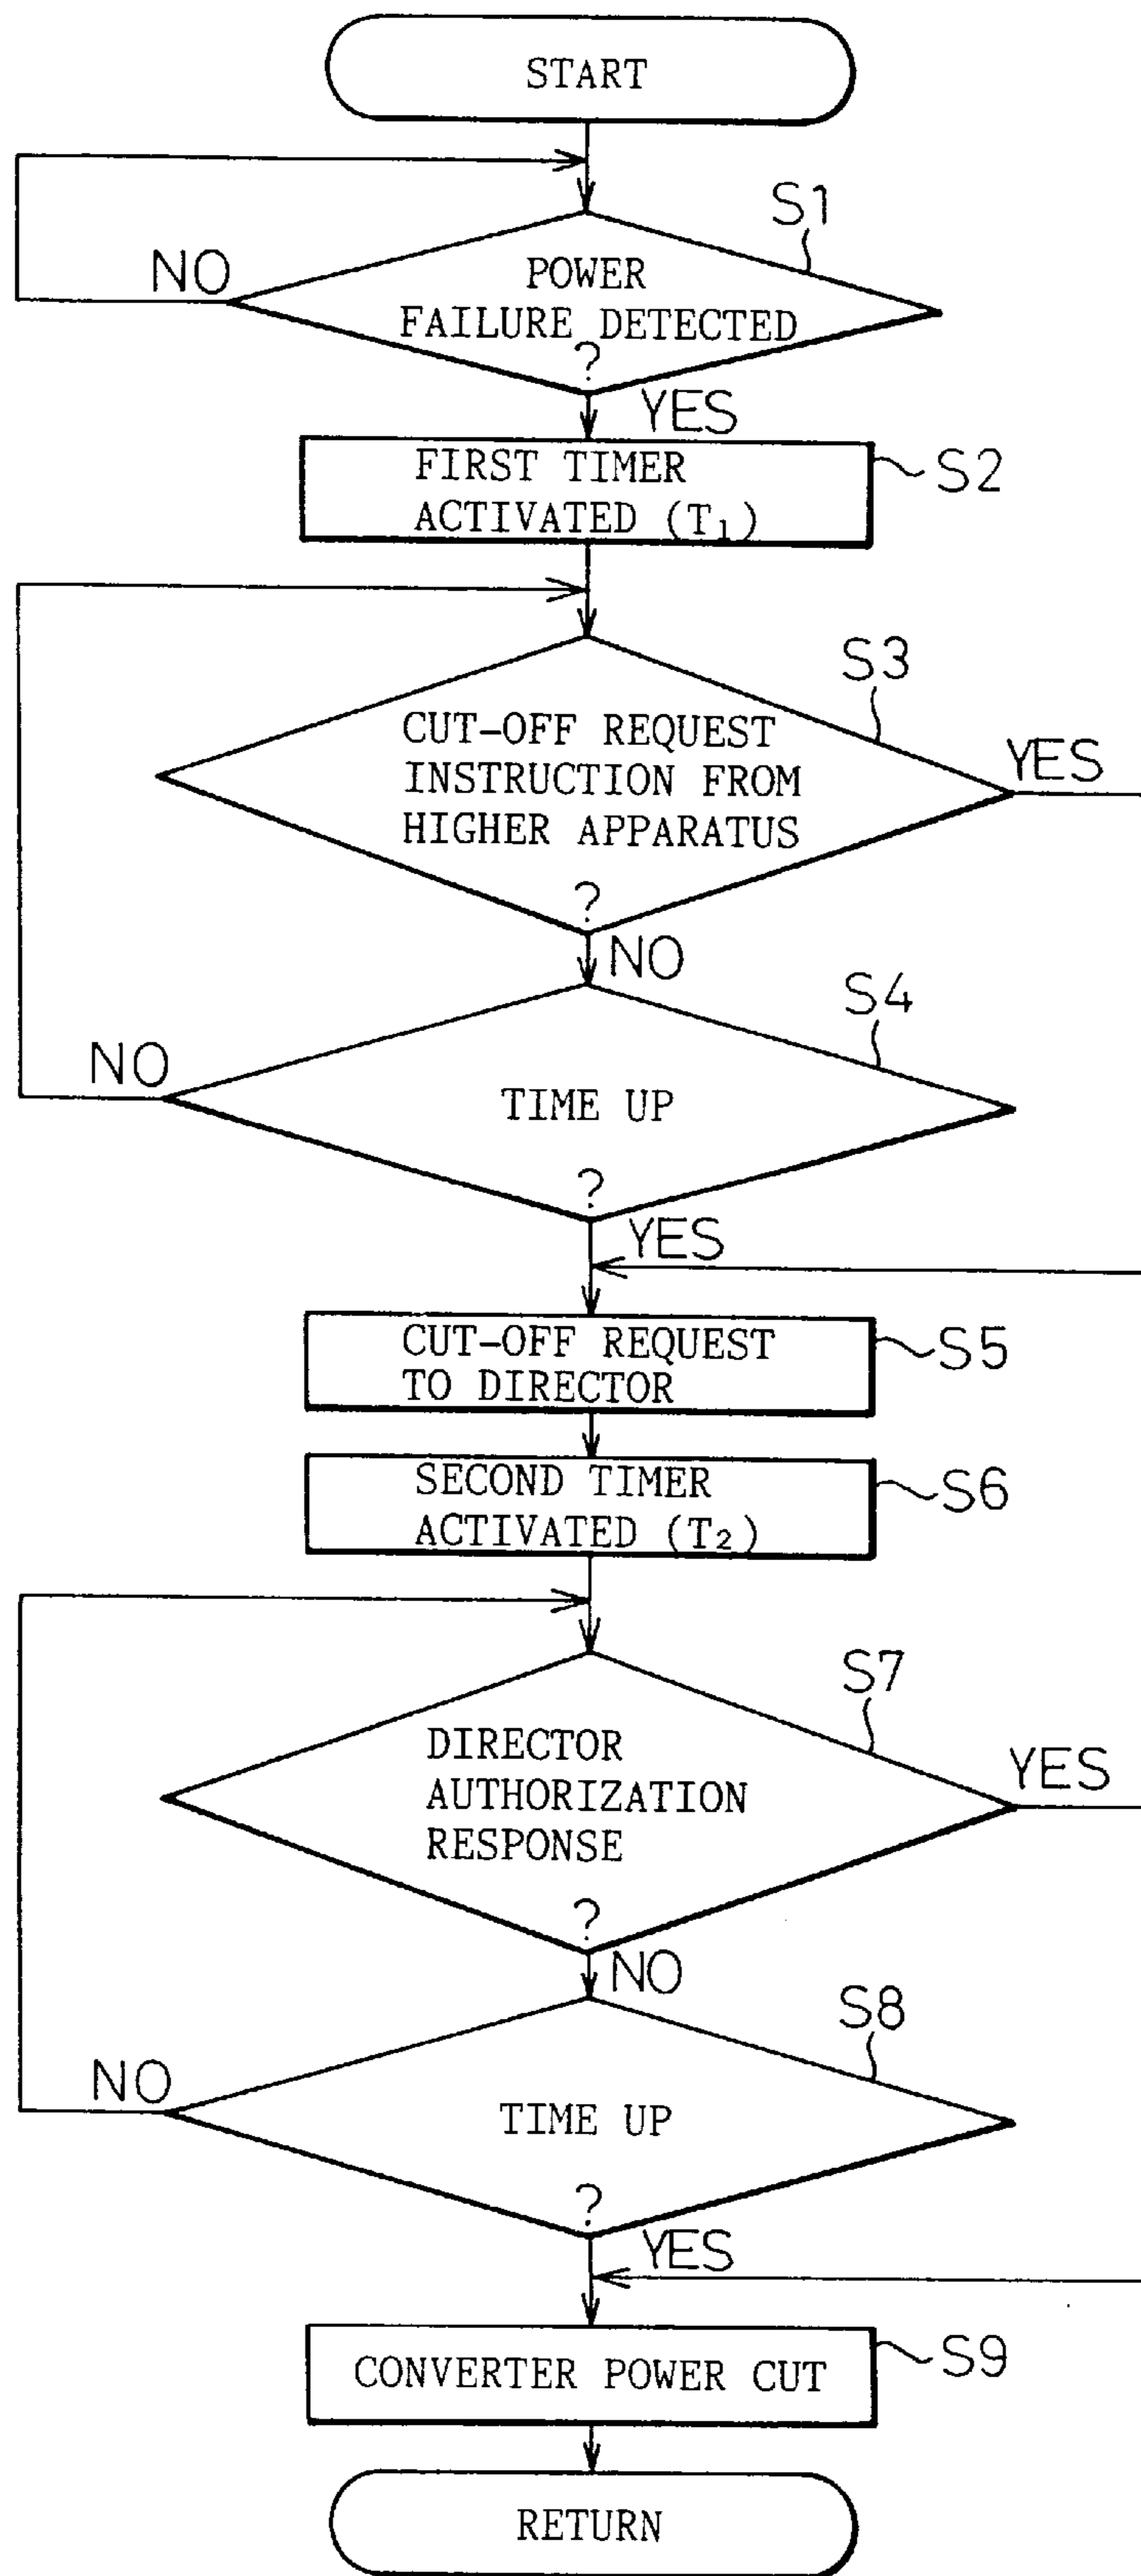 START
S1
NO
POWER
FAILURE DETECTED
?
YES
FIRST TIMER
ACTIVATED (T₁)
S2
S3
CUT-OFF REQUEST
INSTRUCTION FROM
HIGHER APPARATUS
?
YES
NO
S4
NO
TIME UP
?
YES
CUT-OFF REQUEST
TO DIRECTOR
S5
SECOND TIMER
ACTIVATED (T₂)
S6
S7
DIRECTOR
AUTHORIZATION
RESPONSE
?
YES
NO
S8
NO
TIME UP
?
YES
CONVERTER POWER CUT
S9
RETURN